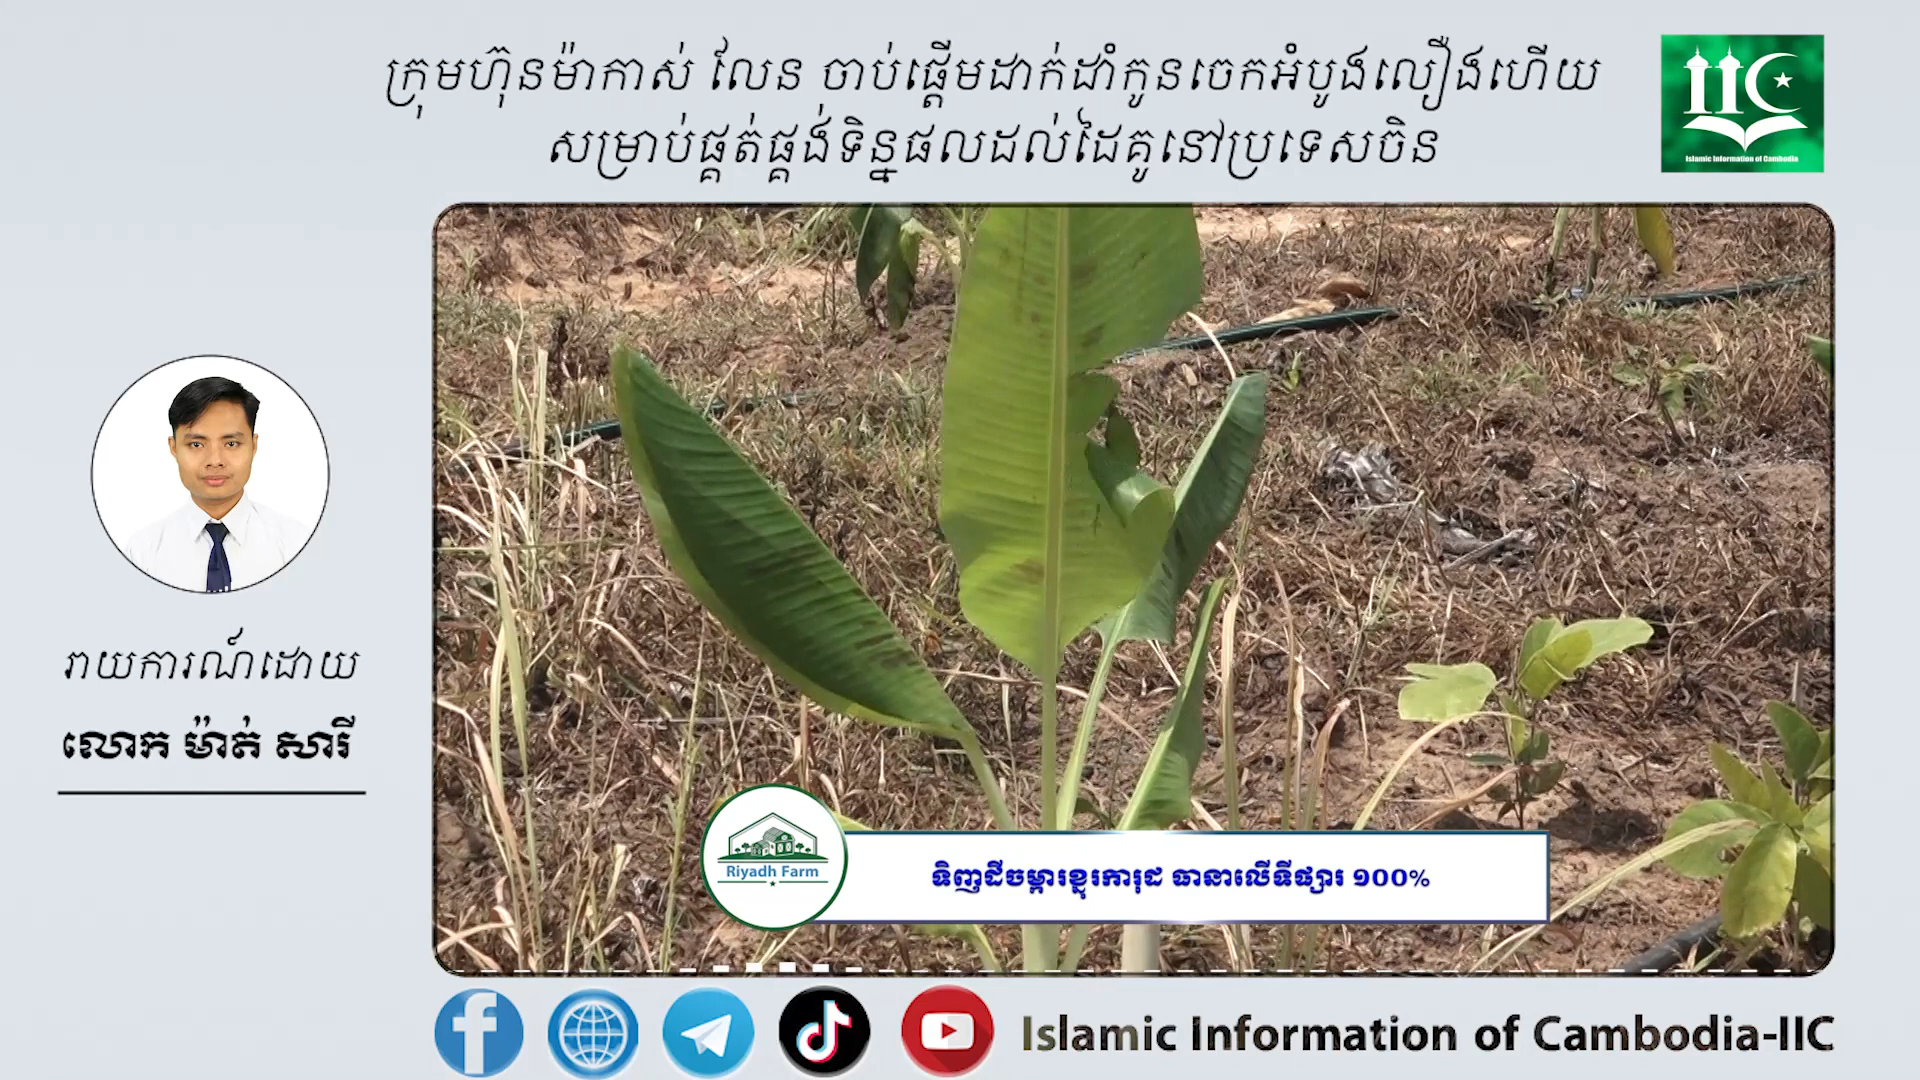 ក្រុមហ៊ុនម៉ាកាស់ លែន ចាប់ផ្តើមដាក់ដាំកូនចេកអំបូងលឿងហើយ
សម្រាប់ផ្គត់ផ្គង់ទិន្នផលដល់ដៃគូនៅប្រទេសចិន
IIC
Islamic Information of Cambodia
រាយការណ៍ដោយ
លោក ម៉ាត់ សារី
Riyadh Farm
ទិញដីចម្ការខ្នុរការុដ ធានាលើទីផ្សារ ១០០%
Islamic Information of Cambodia-IIC